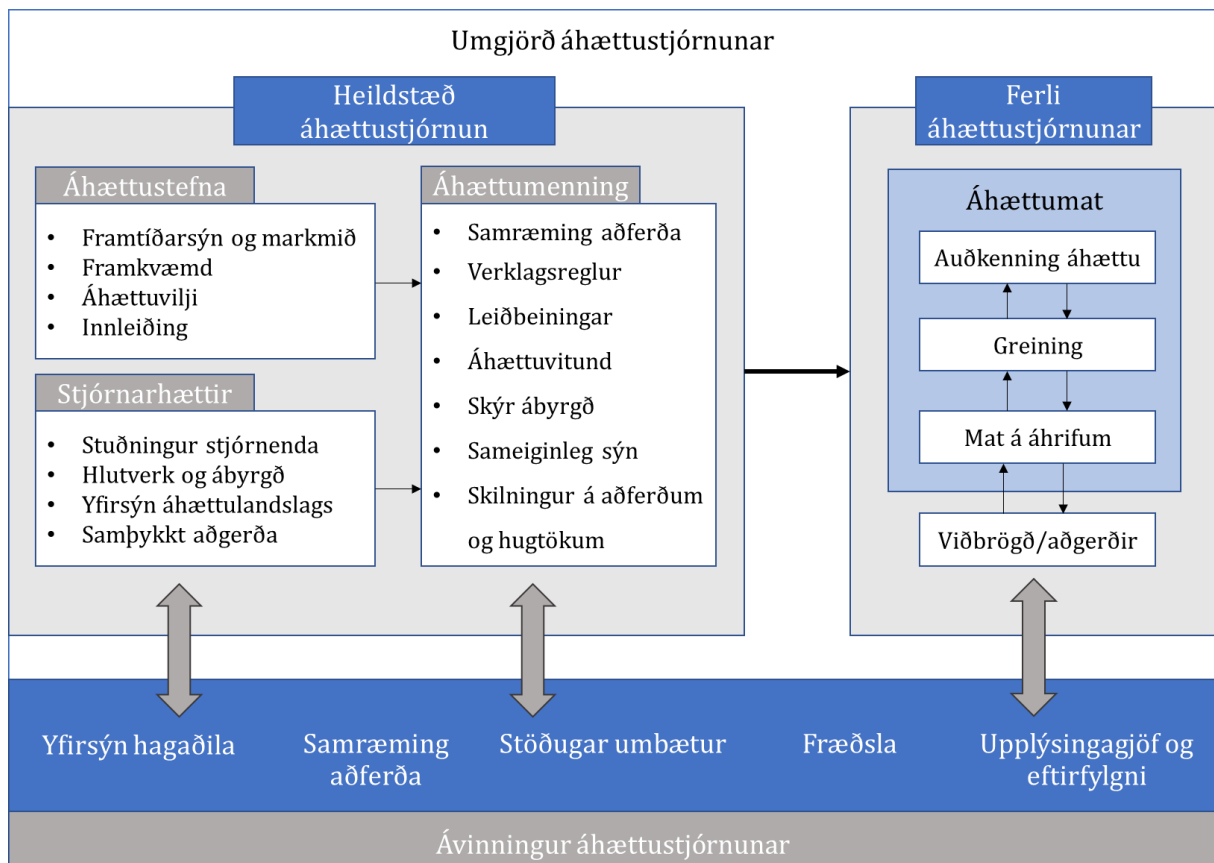 Umgjörð áhættustjórnunar
Heildstæð
áhættustjórnun
Áhættustefna
• Framtíðarsýn og markmið
• Framkvæmd
• Áhættuvilji
• Innleiðing
Stjórnarhættir
• Stuðningur stjórnenda
• Hlutverk og ábyrgð
• Yfirsýn áhættulandslags
• Samþykkt aðgerða
Áhættumenning
• Samræming aðferða
• Verklagsreglur
• Leiðbeiningar
• Áhættuvitund
• Skýr ábyrgð
• Sameiginleg sýn
• Skilningur á aðferðum
og hugtökum
Ferli
áhættustjórnunar
Áhættumat
Auðkenning áhættu
Greining
Mat á áhrifum
Viðbrögð/aðgerðir
Yfirsýn hagaðila
Samræming
aðferða
Stöðugar umbætur
Fræðsla
Upplýsingagjöf og
eftirfylgni
Ávinningur áhættustjórnunar